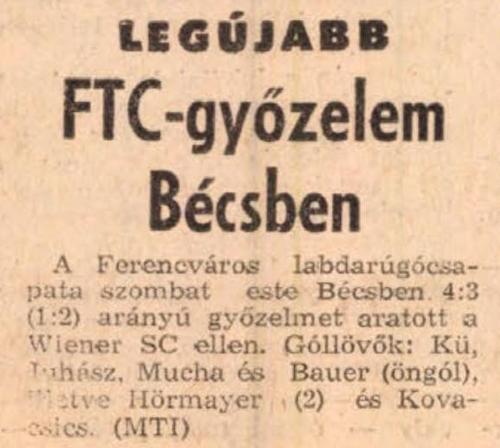 LEGÚJABB
FTC-győzelem
Bécsben
A Ferencváros labdarúgócsa-
pata szombat este Bécsben 4:3
(1:2) arányú győzelmet aratott a
Wiener SC ellen. Góllövők: Kü,
Juhász, Mucha és Bauer (öngól),
illetve Hörmayer (2) és Kova-
csics. (MTI)